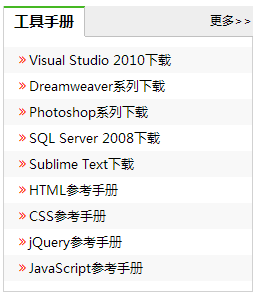 工具手册 更多>>
» Visual Studio 2010下载
» Dreamweaver系列下载
» Photoshop系列下载
» SQL Server 2008下载
» Sublime Text下载
» HTML参考手册
» CSS参考手册
» jQuery参考手册
» JavaScript参考手册